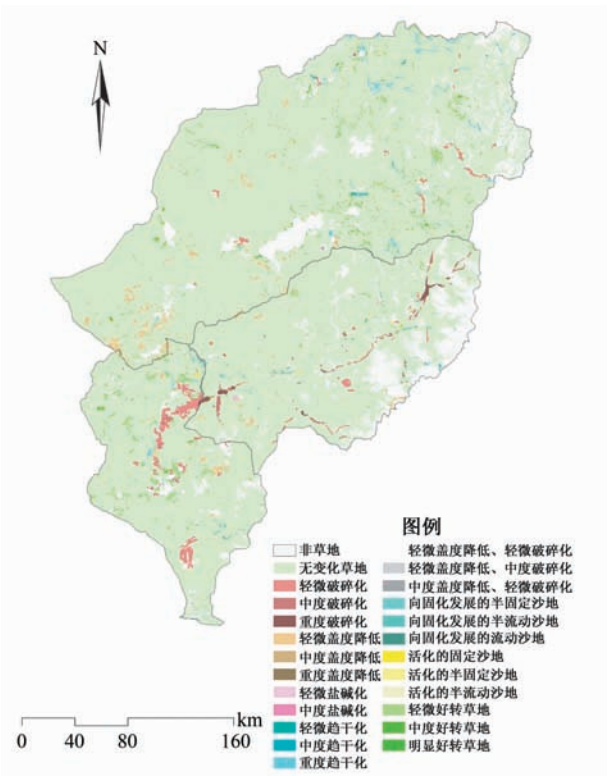 N
图例
非草地
无变化草地
轻微破碎化
中度破碎化
重度破碎化
轻微盖度降低
中度盖度降低
重度盖度降低
轻微盐碱化
中度盐碱化
轻微趋干化
中度趋干化
重度趋干化
轻微盖度降低、轻微破碎化
轻微盖度降低、中度破碎化
中度盖度降低、轻微破碎化
向固化发展的半固定沙地
向固化发展的半流动沙地
向固化发展的流动沙地
活化的固定沙地
活化的半固定沙地
活化的半流动沙地
轻微好转草地
中度好转草地
明显好转草地
km
0 40 80 160